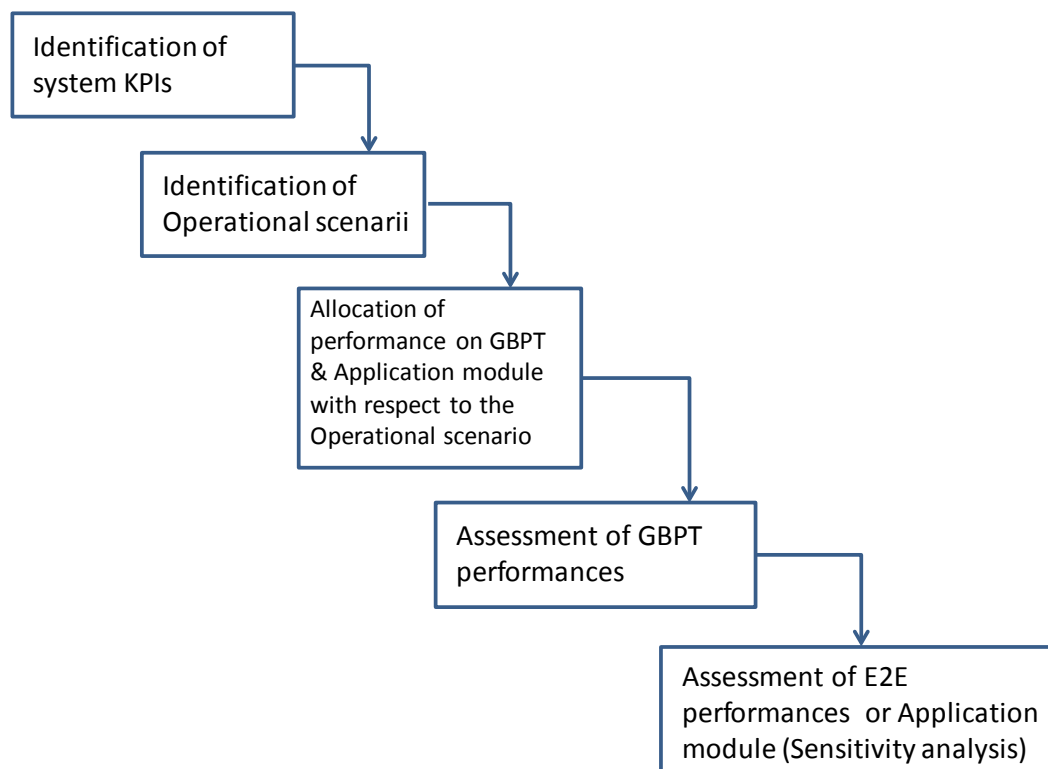 Identification of
system KPIs
Identification of
Operational scenarii
Allocation of
performance on GBPT
& Application module
with respect to the
Operational scenario
Assessment of GBPT
performances
Assessment of E2E
performances or Application
module (Sensitivity analysis)